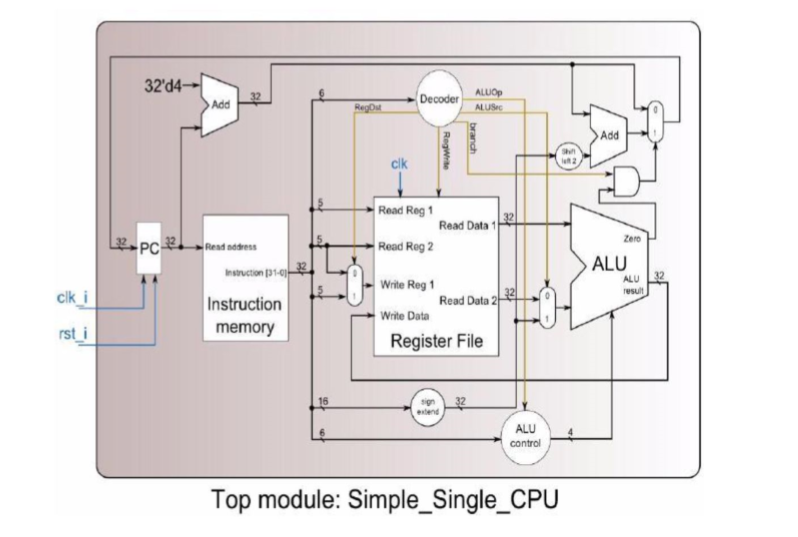 32'd4
Add
32
6
Decoder
ALUOp
ALUSrc
RegDst
RegWrite
branch
Add
0
1
Shift
left 2
clk
5
Read Reg 1
Read Data 1
32
32
PC
32
Read address
Instruction [31-0]
32
Instruction
memory
5
Read Reg 2
0
1
5
Write Reg 1
Read Data 2
32
Write Data
Register File
0
1
ALU
Zero
ALU
result
32
clk_i
rst_i
16
sign
extend
32
6
ALU
control
4
Top module: Simple_Single_CPU